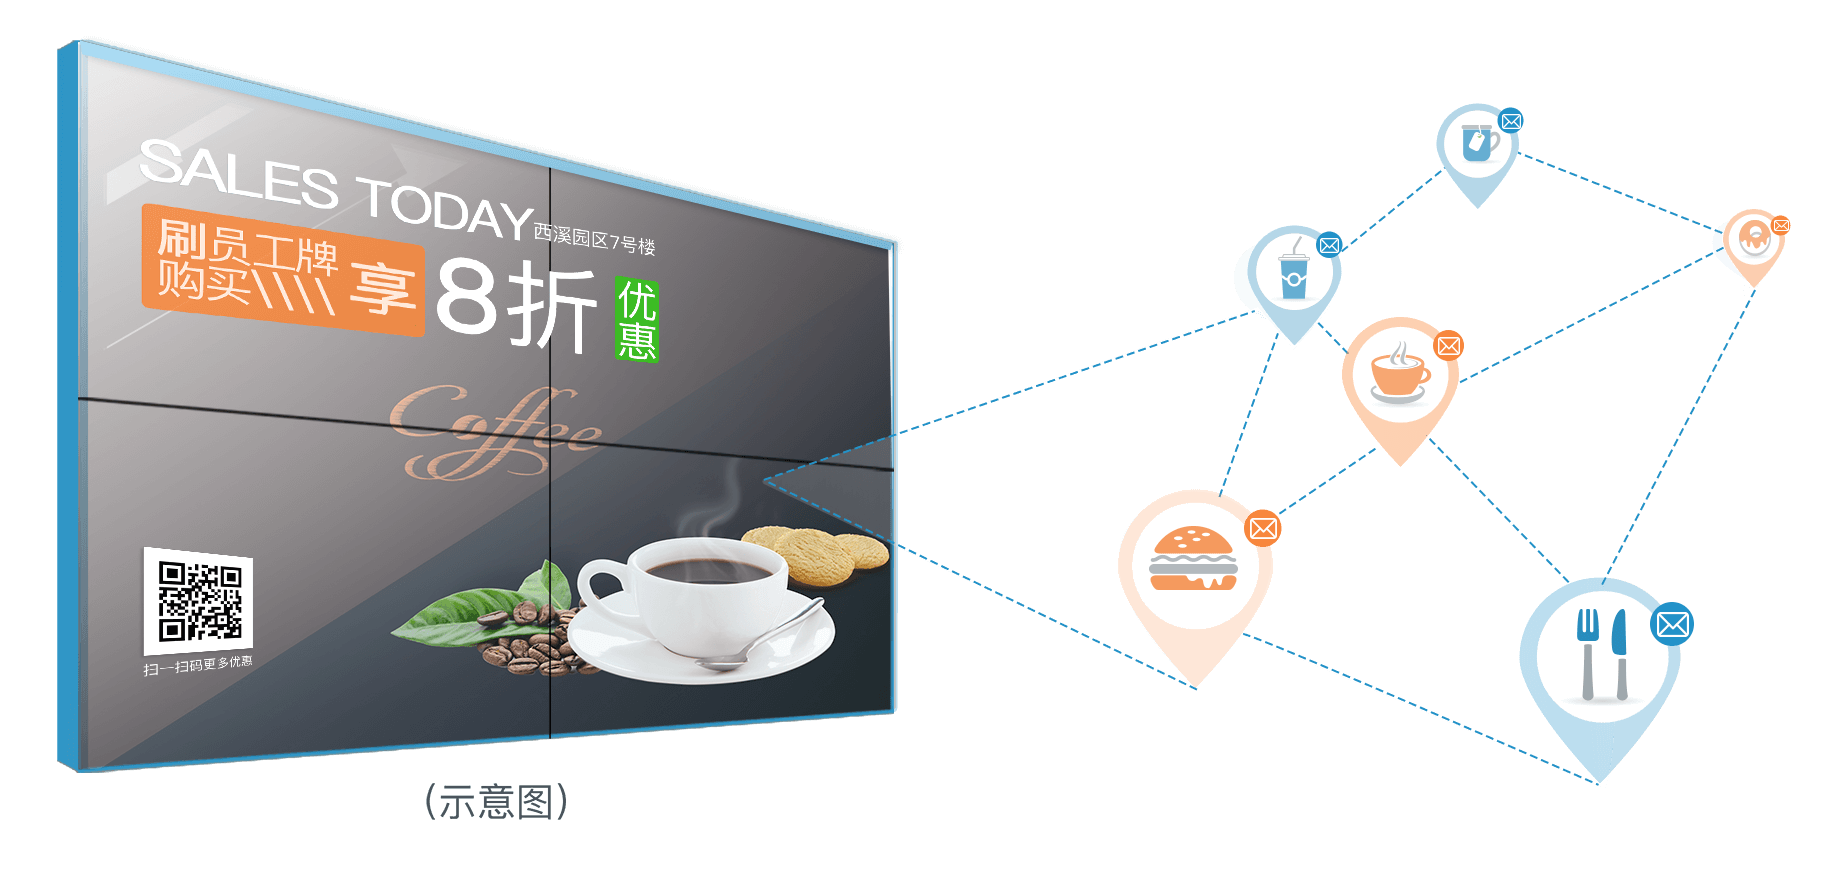 SALES TODAY
西溪园区7号楼
刷员工牌
购买\\\\
享
8折
优惠
Coffee
扫一扫码更多优惠
(示意图)